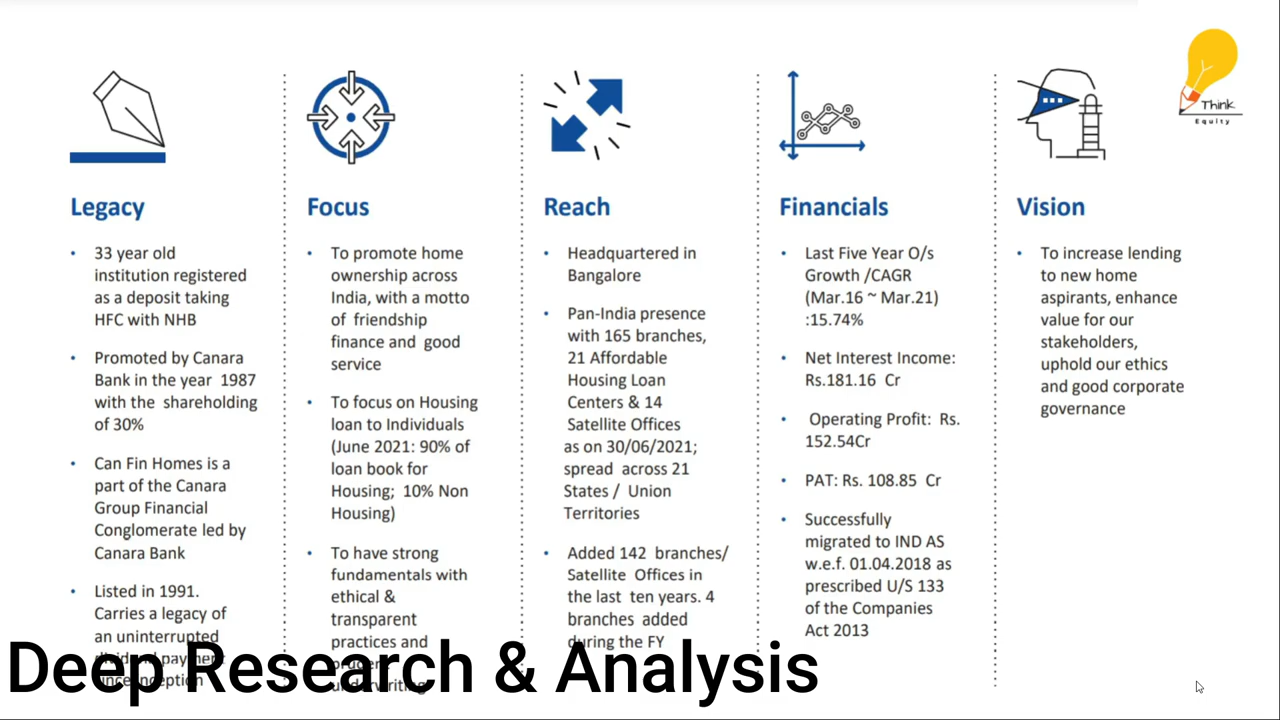 Think
Equity
Legacy
• 33 year old
institution registered
as a deposit taking
HFC with NHB
• Promoted by Canara
Bank in the year 1987
with the shareholding
of 30%
• Can Fin Homes is a
part of the Canara
Group Financial
Conglomerate led by
Canara Bank
• Listed in 1991.
Carries a legacy of
an uninterrupted
dividend payment
since inception
Focus
• To promote home
ownership across
India, with a motto
of friendship
finance and good
service
• To focus on Housing
loan to Individuals
(June 2021: 90% of
loan book for
Housing; 10% Non
Housing)
• To have strong
fundamentals with
ethical &
transparent
practices and
prudent
underwriting
Reach
• Headquartered in
Bangalore
• Pan-India presence
with 165 branches,
21 Affordable
Housing Loan
Centers & 14
Satellite Offices
as on 30/06/2021;
spread across 21
States / Union
Territories
• Added 142 branches/
Satellite Offices in
the last ten years. 4
branches added
during the FY
Financials
• Last Five Year O/s
Growth /CAGR
(Mar.16 ~ Mar.21)
:15.74%
• Net Interest Income:
Rs.181.16 Cr
• Operating Profit: Rs.
152.54Cr
• PAT: Rs. 108.85 Cr
• Successfully
migrated to IND AS
w.e.f. 01.04.2018 as
prescribed U/S 133
of the Companies
Act 2013
Vision
• To increase lending
to new home
aspirants, enhance
value for our
stakeholders,
uphold our ethics
and good corporate
governance
Deep Research & Analysis